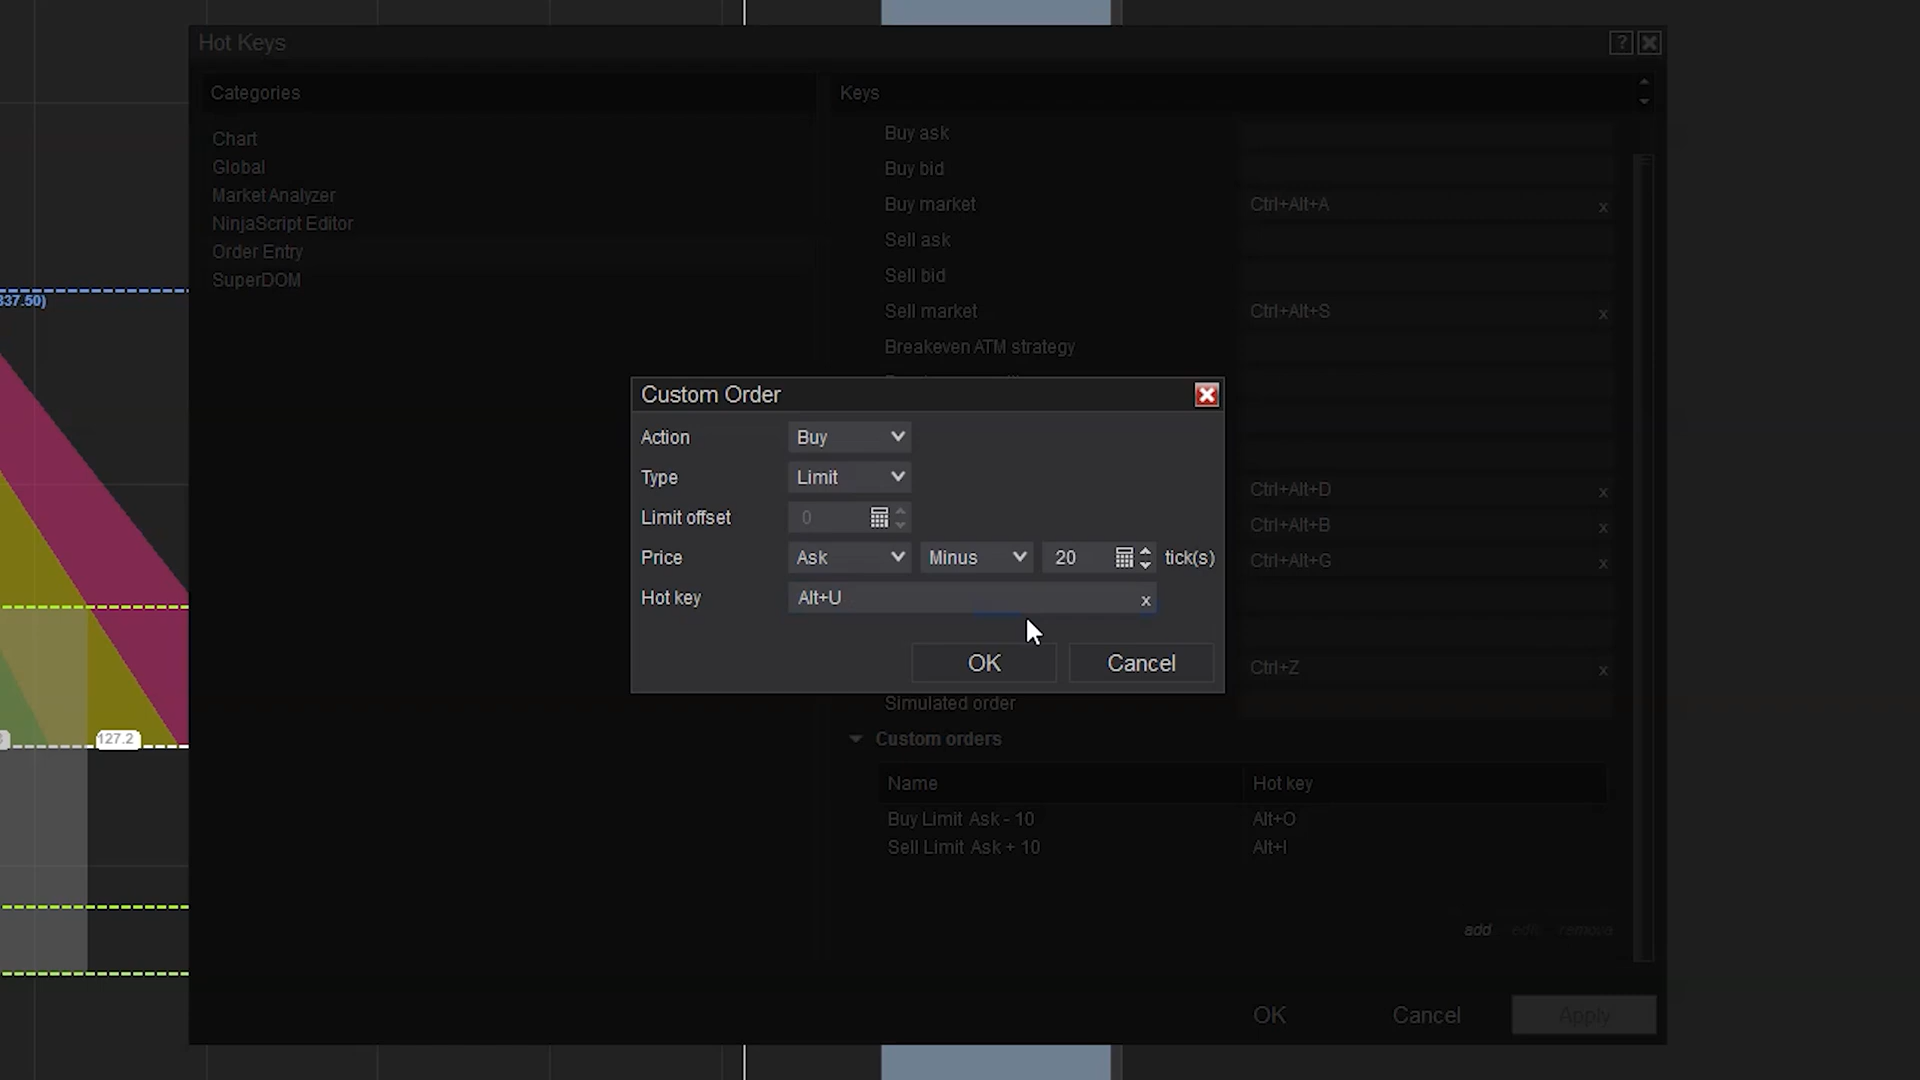 Hot Keys
?
Categories
Keys
Chart
Global
Market Analyzer
NinjaScript Editor
Order Entry
SuperDOM
Buy ask
Buy bid
Buy market Ctrl+Alt+A x
Sell ask
Sell bid
Sell market Ctrl+Alt+S x
Breakeven ATM strategy
337.50)
Custom Order
Action Buy
Type Limit
Limit offset 0
Price Ask Minus 20 tick(s)
Hot key Alt+U x
OK Cancel
Ctrl+Alt+D x
Ctrl+Alt+B x
Ctrl+Alt+G x
Ctrl+Z x
Simulated order
127.2
Custom orders
Name Hot key
Buy Limit Ask - 10 Alt+O
Sell Limit Ask + 10 Alt+I
add edit remove
OK Cancel Apply